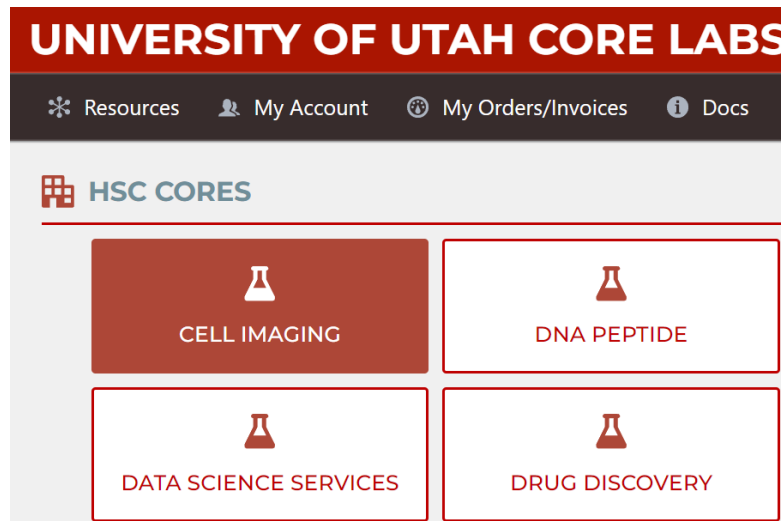 UNIVERSITY OF UTAH CORE LABS
Resources My Account My Orders/Invoices Docs
HSC CORES
CELL IMAGING DNA PEPTIDE
DATA SCIENCE SERVICES DRUG DISCOVERY